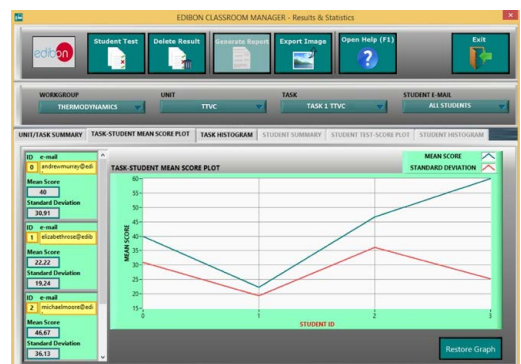 EDIBON CLASSROOM MANAGER - Results & Statistics
edibon
Student Test
Delete Result
Generate Report
Export Image
Open Help (F1)
Exit
WORKGROUP
UNIT
TASK
STUDENT E-MAIL
THERMODYNAMICS
TTVC
TASK 1 TTVC
ALL STUDENTS
UNIT/TASK SUMMARY
TASK-STUDENT MEAN SCORE PLOT
TASK HISTOGRAM
STUDENT SUMMARY
STUDENT TEST-SCORE PLOT
STUDENT HISTOGRAM
ID e-mail
0 andrewmurray@edi
Mean Score
40
Standard Deviation
30,91
ID e-mail
1 elizabethrose@edib
Mean Score
22,22
Standard Deviation
19,24
ID e-mail
2 michaelmoore@edi
Mean Score
46,67
Standard Deviation
36,13
TASK-STUDENT MEAN SCORE PLOT
MEAN SCORE
STANDARD DEVIATION
MEAN SCORE
60
55
50
45
40
35
30
25
20
15
0
1
2
3
STUDENT ID
Restore Graph